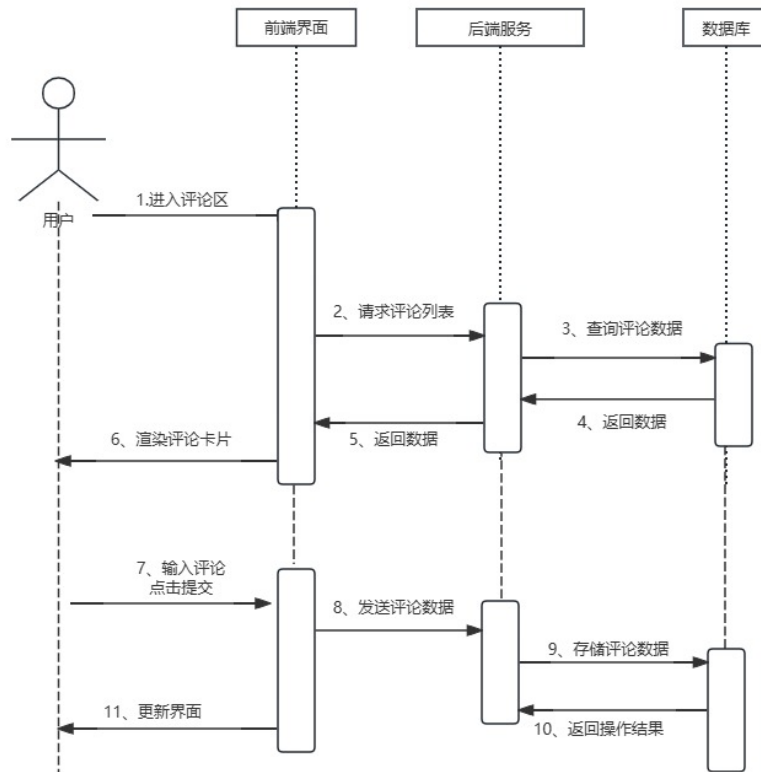 前端界面
后端服务
数据库
用户
1.进入评论区
2、请求评论列表
3、查询评论数据
4、返回数据
5、返回数据
6、渲染评论卡片
7、输入评论
点击提交
8、发送评论数据
9、存储评论数据
10、返回操作结果
11、更新界面